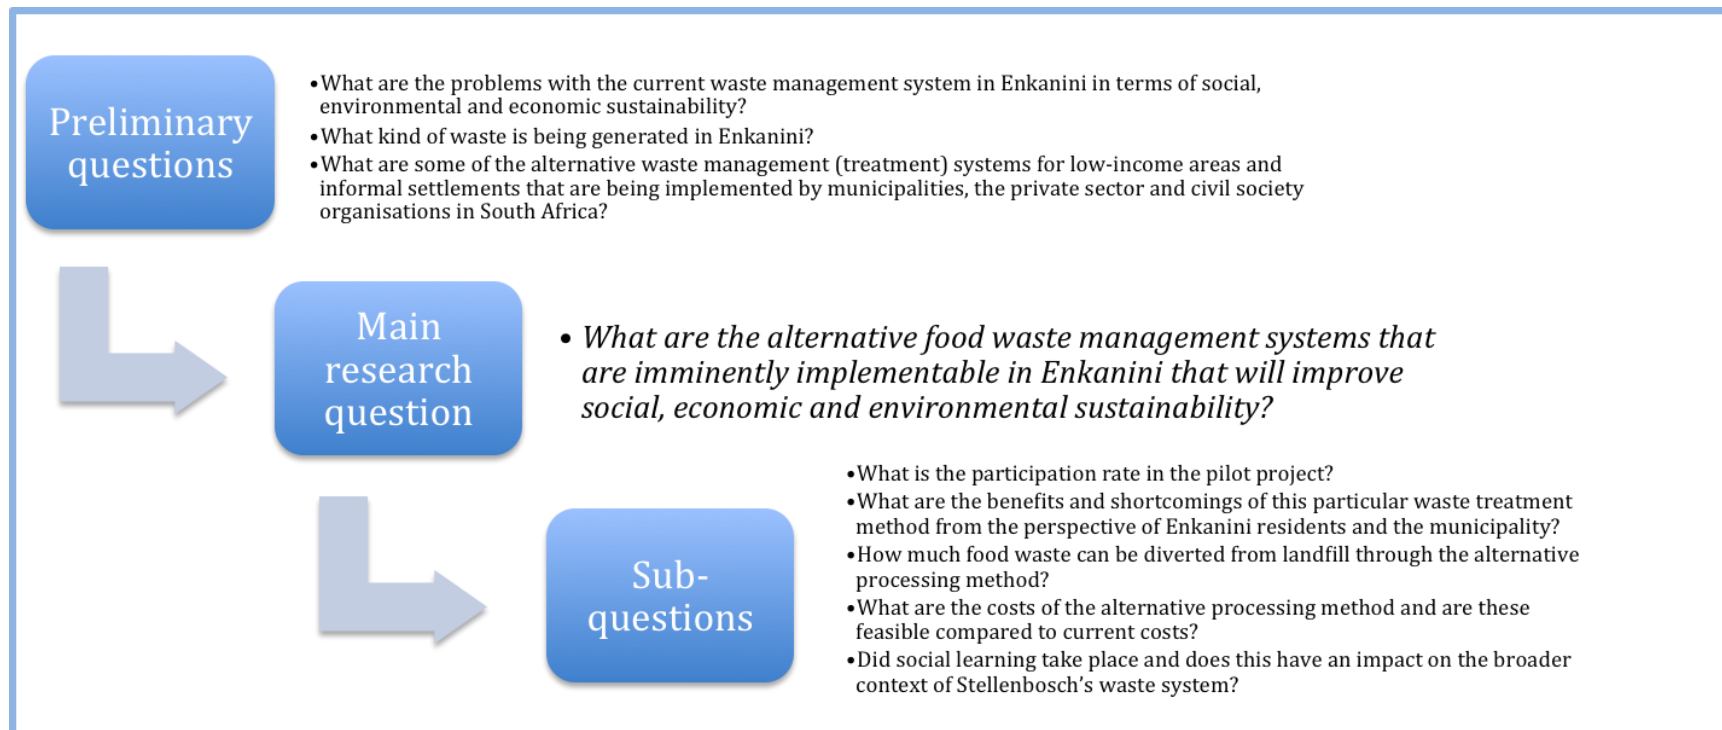 Preliminary
questions
•What are the problems with the current waste management system in Enkanini in terms of social,
environmental and economic sustainability?
•What kind of waste is being generated in Enkanini?
•What are some of the alternative waste management (treatment) systems for low-income areas and
informal settlements that are being implemented by municipalities, the private sector and civil society
organisations in South Africa?
Main
research
question
• What are the alternative food waste management systems that
are imminently implementable in Enkanini that will improve
social, economic and environmental sustainability?
Sub-
questions
•What is the participation rate in the pilot project?
•What are the benefits and shortcomings of this particular waste treatment
method from the perspective of Enkanini residents and the municipality?
•How much food waste can be diverted from landfill through the alternative
processing method?
•What are the costs of the alternative processing method and are these
feasible compared to current costs?
•Did social learning take place and does this have an impact on the broader
context of Stellenbosch’s waste system?